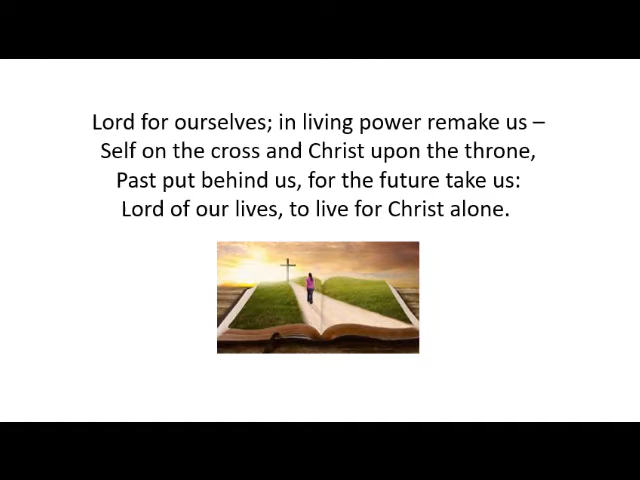 Lord for ourselves; in living power remake us –
Self on the cross and Christ upon the throne,
Past put behind us, for the future take us:
Lord of our lives, to live for Christ alone.